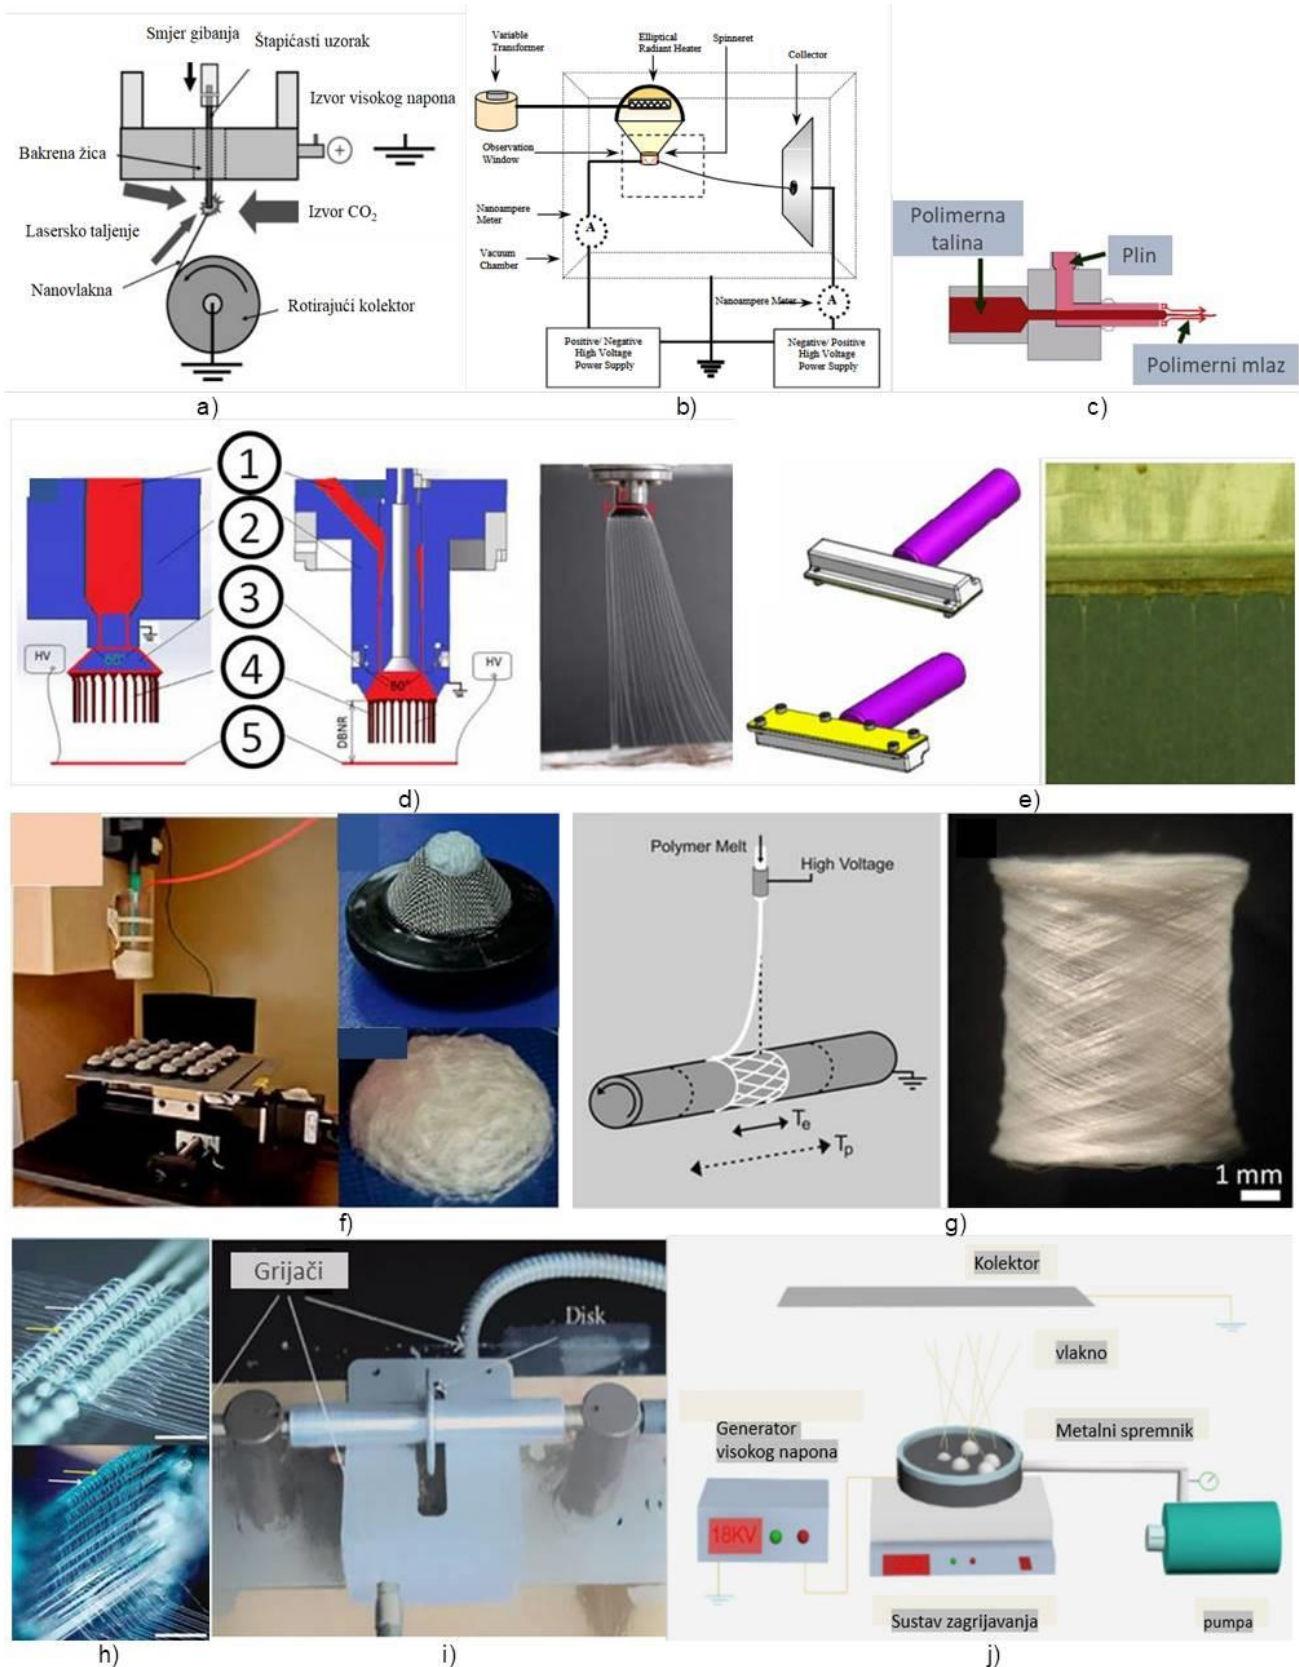 Smjer gibanja
Štapićasti uzorak
Izvor visokog napona
+
Bakrena žica
Izvor CO₂
Lasersko taljenje
Nanovlakna
Rotirajući kolektor
a)
Variable
Transformer
Elliptical
Radiant Heater
Spinneret
Collector
Observation
Window
Nanoampere
Meter
A
Vacuum
Chamber
Nanoampere Meter
A
Positive/ Negative
High Voltage
Power Supply
Negative/ Positive
High Voltage
Power Supply
b)
Polimerna
talina
Plin
Polimerni mlaz
c)
1
2
3
4
5
HV
60°
80°
HV
DBNR
d)
e)
f)
Polymer Melt
High Voltage
Te
Tp
1 mm
g)
h)
Grijači
Disk
i)
Kolektor
vlakno
Generator
visokog napona
Metalni spremnik
18KV
Sustav zagrijavanja
pumpa
j)